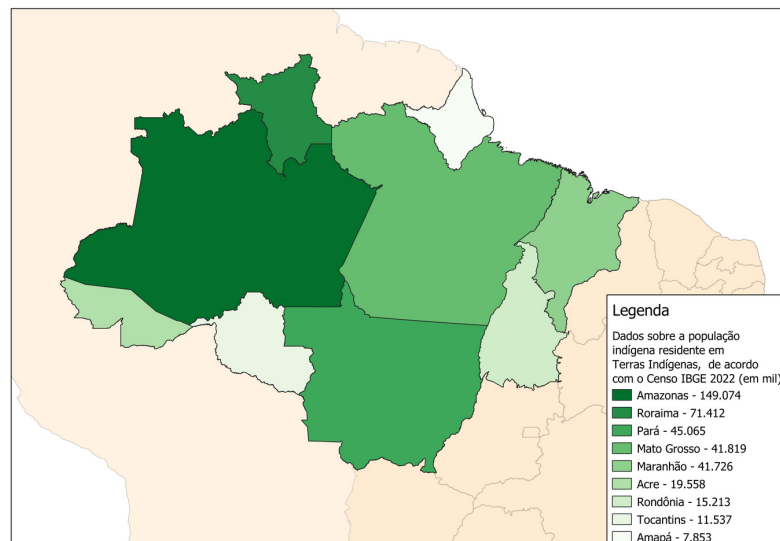 Legenda
Dados sobre a população
indígena residente em
Terras Indígenas, de acordo
com o Censo IBGE 2022 (em mil)
Amazonas - 149.074
Roraima - 71.412
Pará - 45.065
Mato Grosso - 41.819
Maranhão - 41.726
Acre - 19.558
Rondônia - 15.213
Tocantins - 11.537
Amapá - 7.853